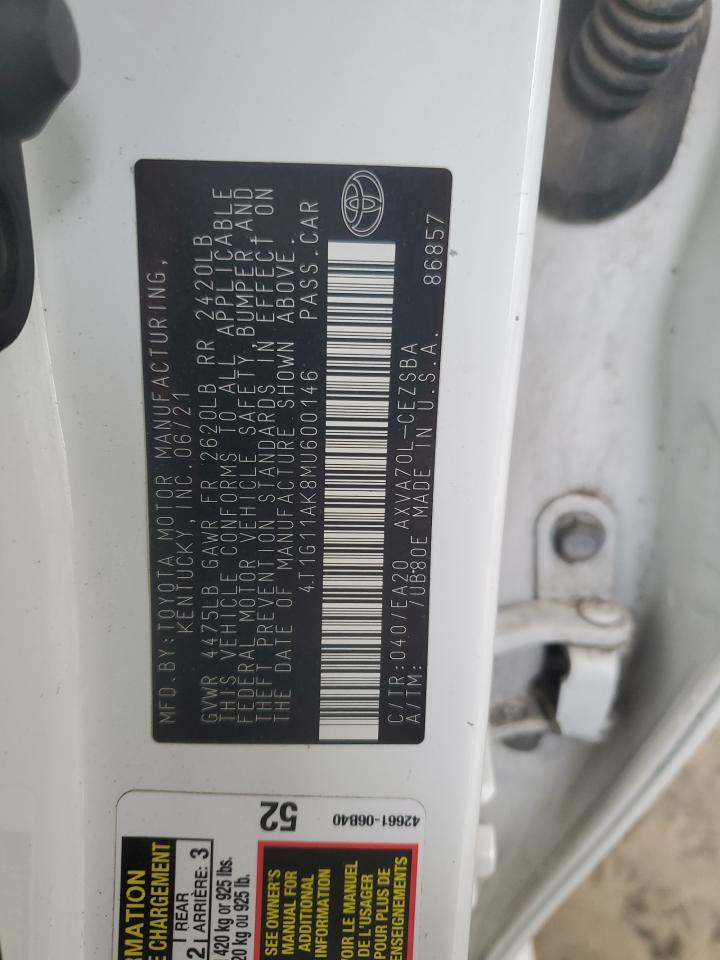 MFD.BY:TOYOTA MOTOR MANUFACTURING,
KENTUCKY, INC.06/21
GVWR 4475LB GAWR FR 2620LB RR 2420LB
THIS VEHICLE CONFORMS TO ALL APPLICABLE
FEDERAL MOTOR VEHICLE SAFETY,BUMPER,AND
THEFT PREVENTION STANDARDS IN EFFECT ON
THE DATE OF MANUFACTURE SHOWN ABOVE.
4T1G11AK8MU600146 PASS.CAR
C/TR:040/EA20 AXVA70L-CEZSBA
A/TM: 7UB80E MADE IN U.S.A. 86857
52
42661-06B40
ORMATION
E CHARGEMENT
2 REAR
ARRIÈRE: 3
420 kg or 925 lbs.
20 kg ou 925 lb.
SEE OWNER'S
MANUAL FOR
ADDITIONAL
INFORMATION
VOIR LE MANUEL
DE L'USAGER
POUR PLUS DE
RENSEIGNEMENTS